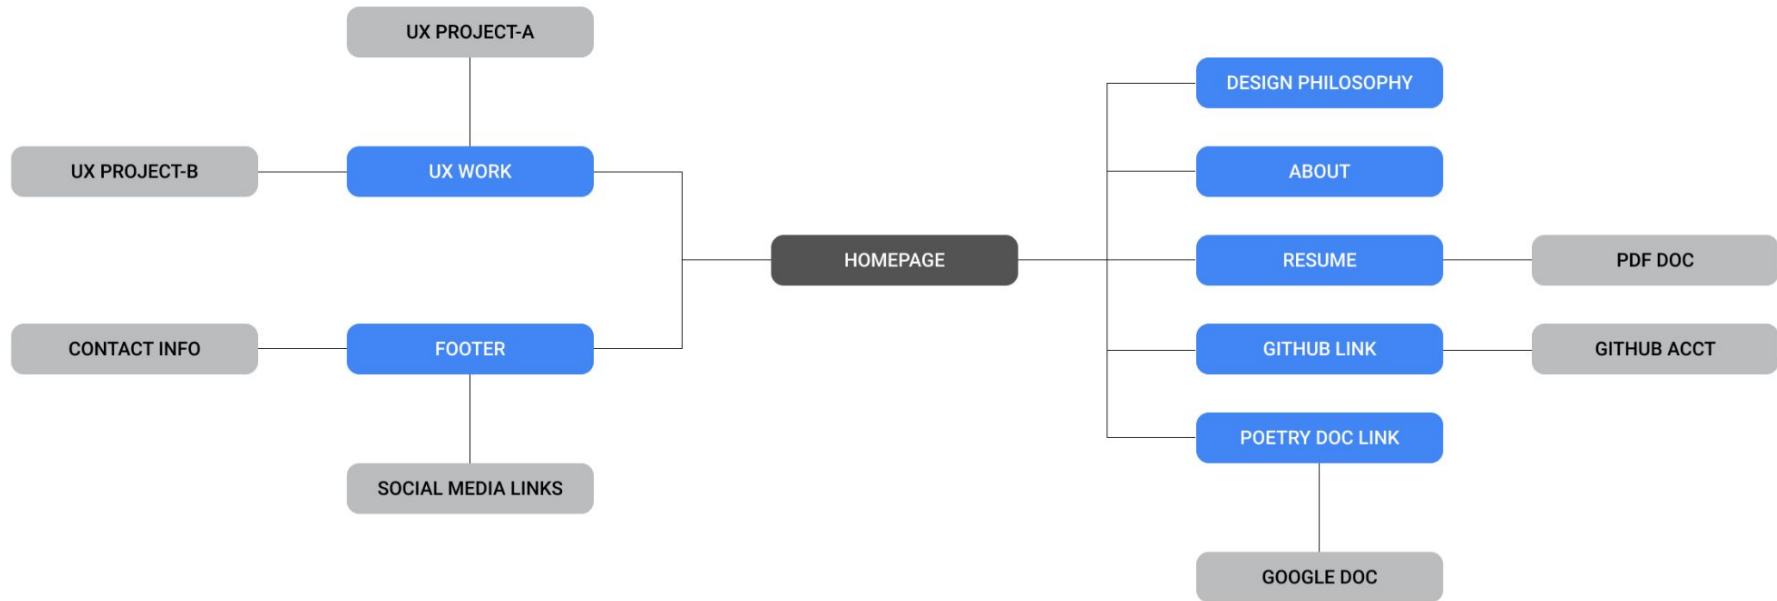 UX PROJECT-A
DESIGN PHILOSOPHY
UX PROJECT-B
UX WORK
ABOUT
HOMEPAGE
RESUME
PDF DOC
CONTACT INFO
FOOTER
GITHUB LINK
GITHUB ACCT
POETRY DOC LINK
SOCIAL MEDIA LINKS
GOOGLE DOC